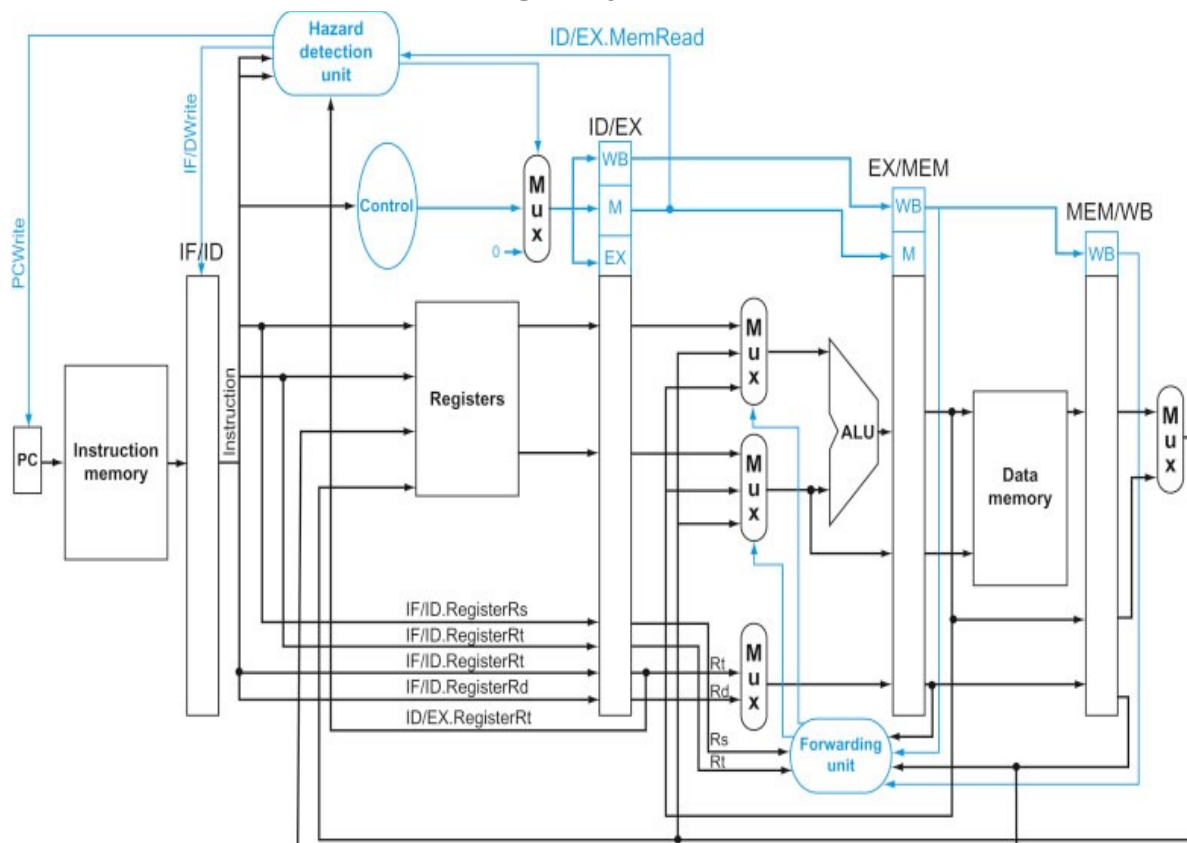 Hazard
detection
unit
ID/EX.MemRead
PCWrite
IF/DWrite
ID/EX
WB
M
EX
Control
M
u
x
0
EX/MEM
WB
M
MEM/WB
WB
IF/ID
Instruction
PC
Instruction
memory
Registers
M
u
x
M
u
x
ALU
Data
memory
M
u
x
IF/ID.RegisterRs
IF/ID.RegisterRt
IF/ID.RegisterRt
IF/ID.RegisterRd
ID/EX.RegisterRt
Rt
Rd
M
u
x
Rs
Rt
Forwarding
unit